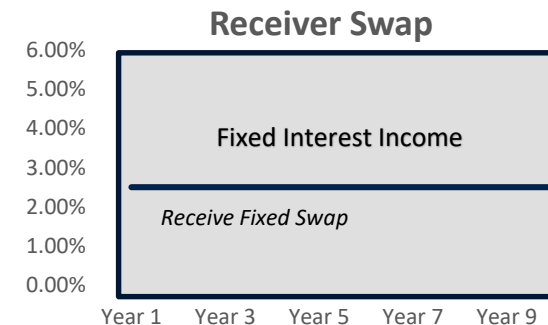 Receiver Swap
6.00%
5.00%
4.00%
Fixed Interest Income
3.00%
2.00%
Receive Fixed Swap
1.00%
0.00%
Year 1 Year 3 Year 5 Year 7 Year 9